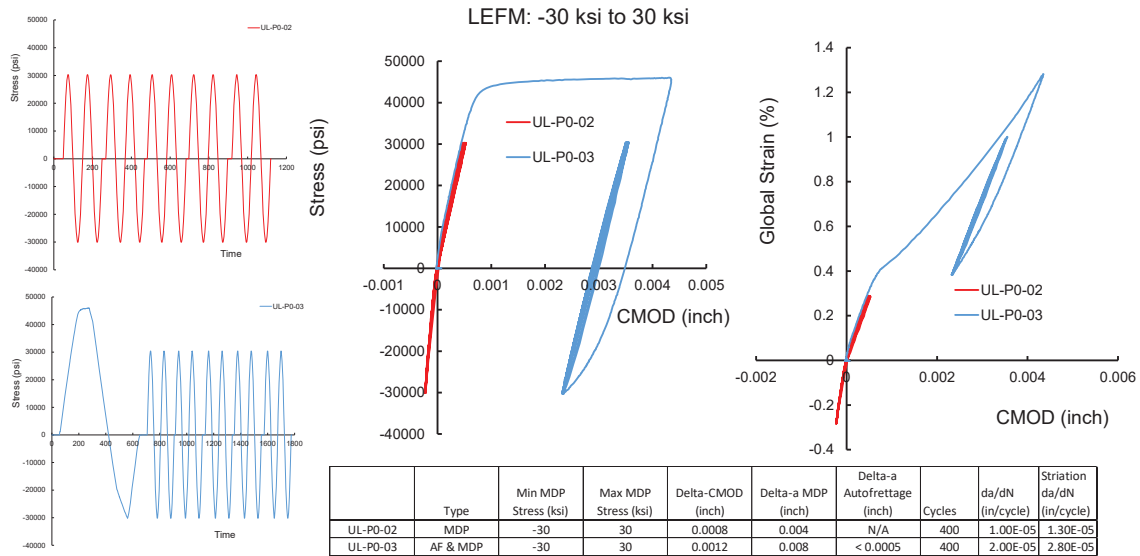 LEFM: -30 ksi to 30 ksi
50000
40000
30000
20000
10000
0
-10000
-20000
-30000
-40000
0 200 400 600 800 1000 1200
Stress (psi)
Time
UL-P0-02
50000
40000
30000
20000
10000
0
-10000
-20000
-30000
-40000
0 200 400 600 800 1000 1200 1400 1600 1800
Stress (psi)
Time
UL-P0-03
50000
40000
30000
20000
10000
0
-10000
-20000
-30000
-40000
-0.001 0 0.001 0.002 0.003 0.004 0.005
Stress (psi)
CMOD (inch)
UL-P0-02
UL-P0-03
1.4
1.2
1
0.8
0.6
0.4
0.2
0
-0.2
-0.4
-0.002 0 0.002 0.004 0.006
Global Strain (%)
CMOD (inch)
UL-P0-02
UL-P0-03
Type Min MDP Stress (ksi) Max MDP Stress (ksi) Delta-CMOD (inch) Delta-a MDP (inch) Delta-a Autofrettage (inch) Cycles da/dN (in/cycle) Striation da/dN (in/cycle)
UL-P0-02 MDP -30 30 0.0008 0.004 N/A 400 1.00E-05 1.30E-05
UL-P0-03 AF & MDP -30 30 0.0012 0.008 < 0.0005 400 2.00E-05 2.80E-05